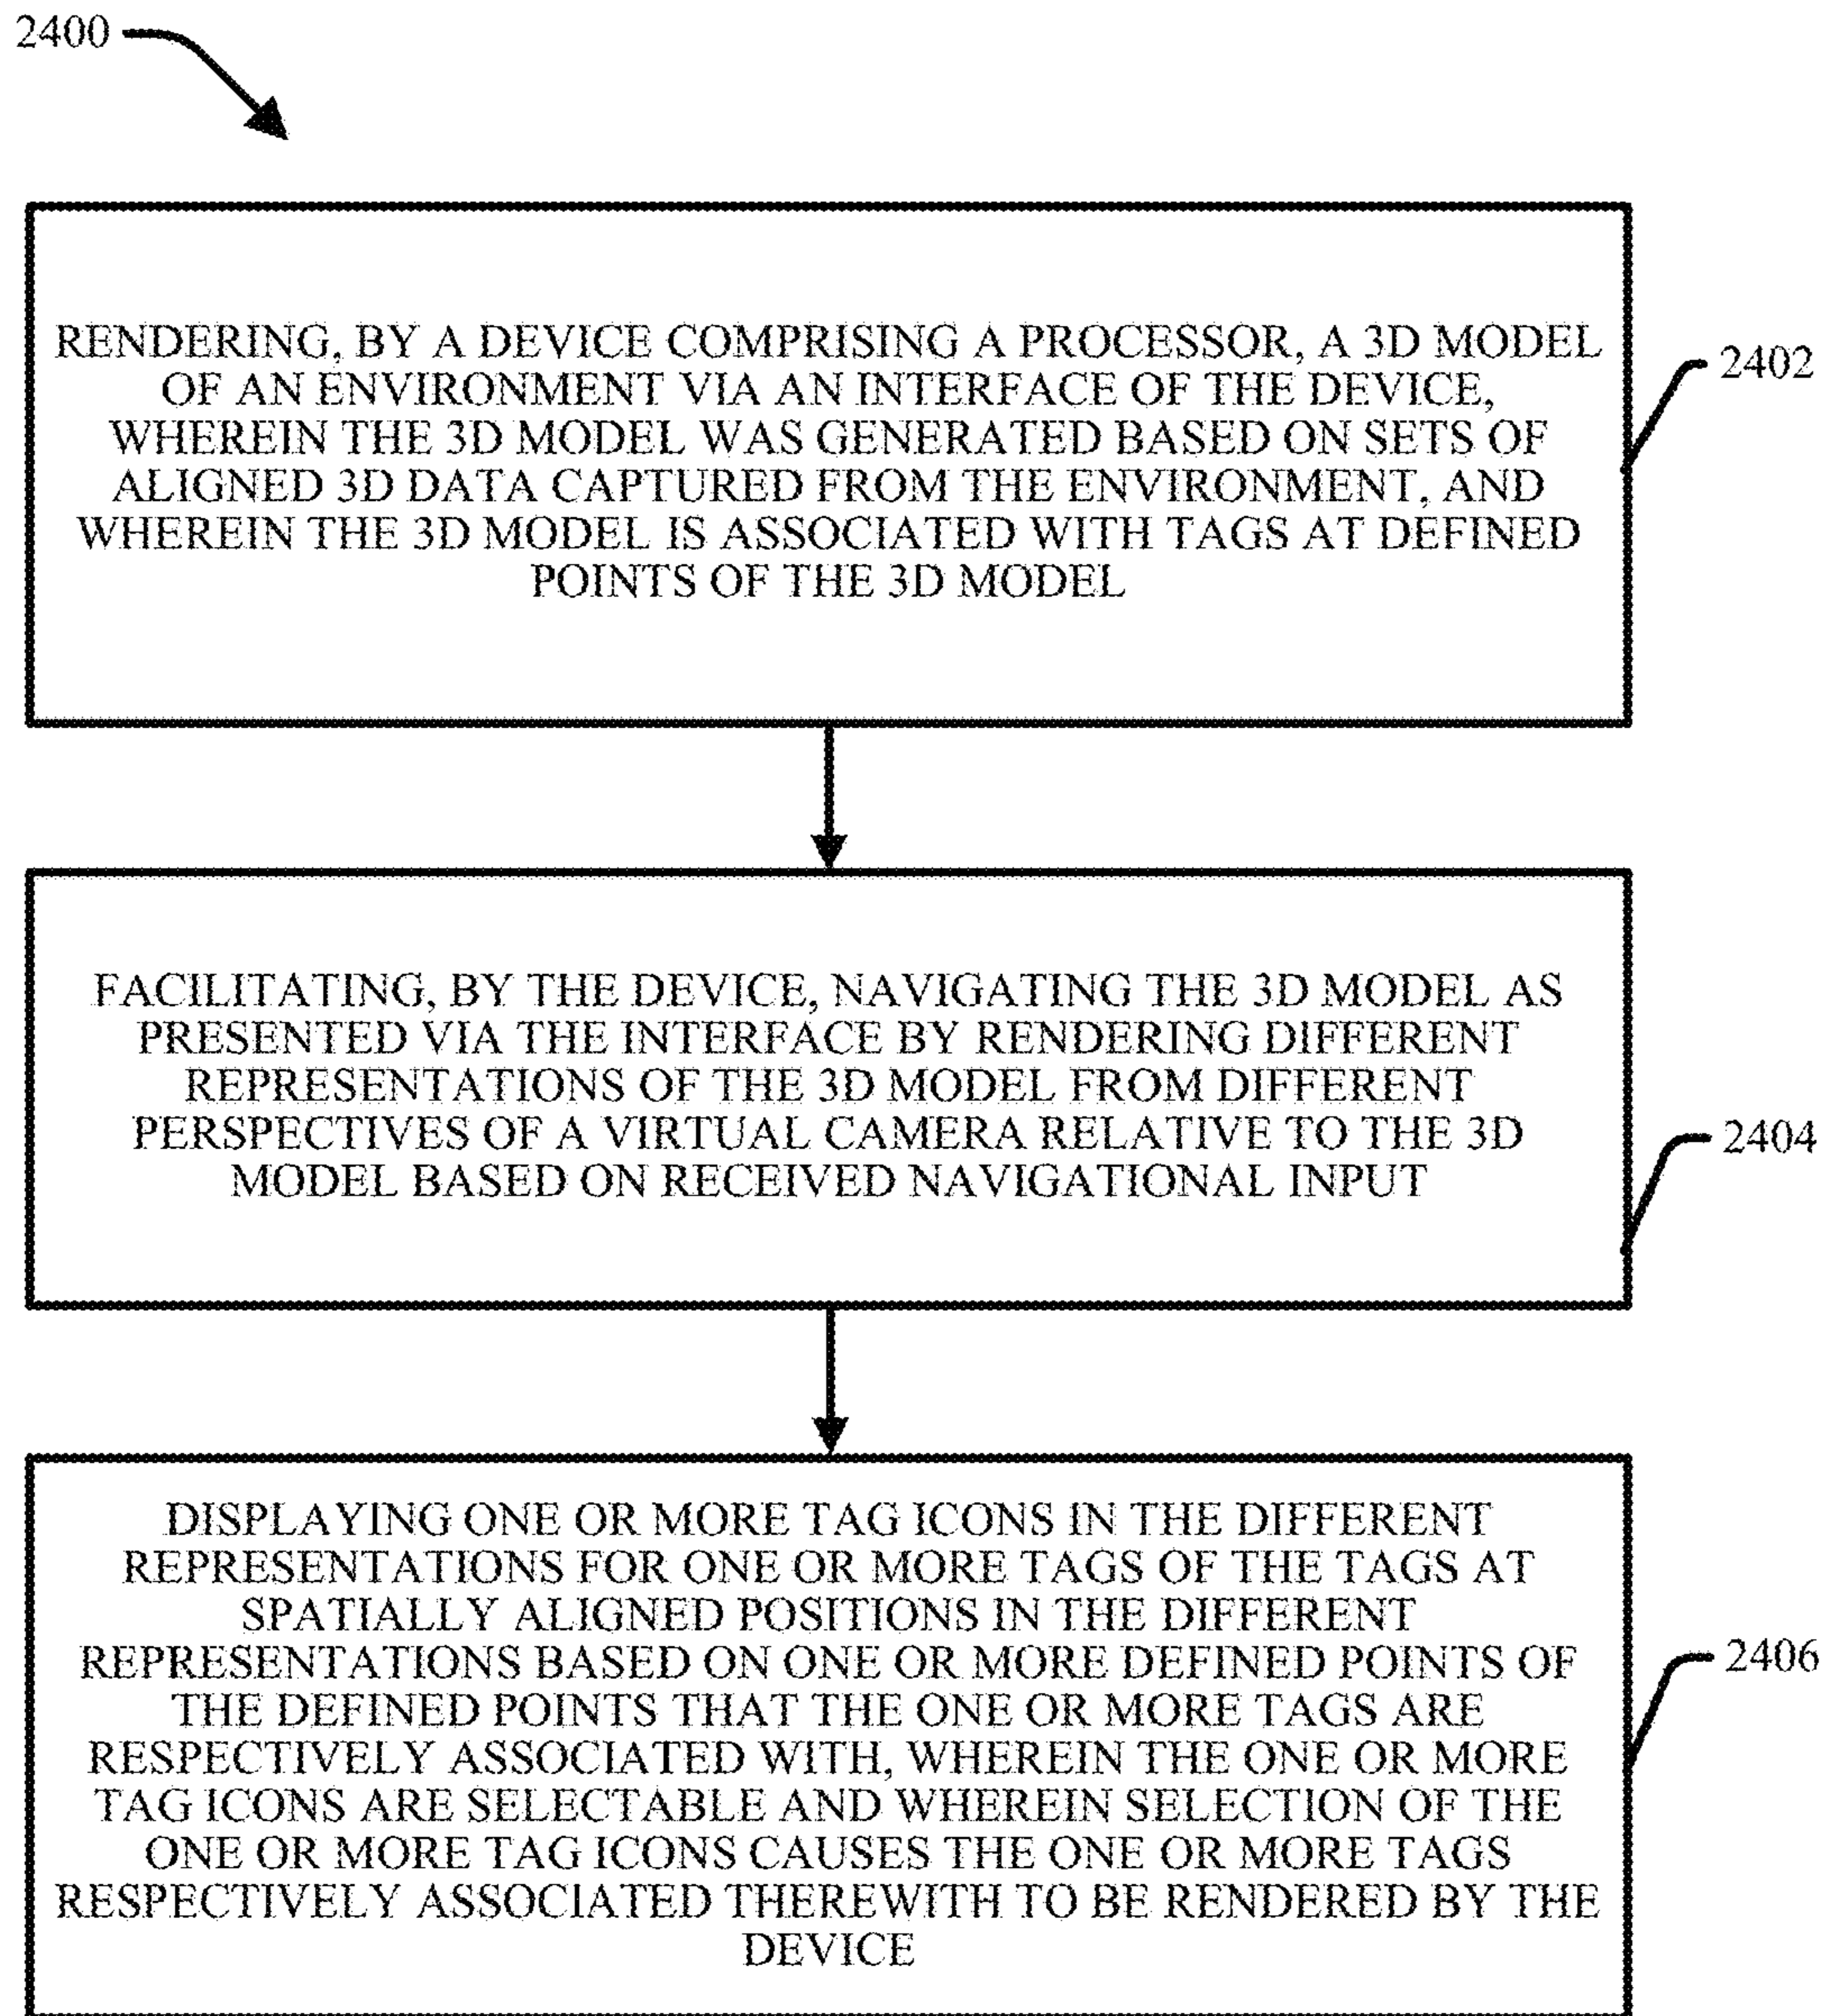 2400
RENDERING, BY A DEVICE COMPRISING A PROCESSOR, A 3D MODEL
OF AN ENVIRONMENT VIA AN INTERFACE OF THE DEVICE,
WHEREIN THE 3D MODEL WAS GENERATED BASED ON SETS OF
ALIGNED 3D DATA CAPTURED FROM THE ENVIRONMENT, AND
WHEREIN THE 3D MODEL IS ASSOCIATED WITH TAGS AT DEFINED
POINTS OF THE 3D MODEL
2402
FACILITATING, BY THE DEVICE, NAVIGATING THE 3D MODEL AS
PRESENTED VIA THE INTERFACE BY RENDERING DIFFERENT
REPRESENTATIONS OF THE 3D MODEL FROM DIFFERENT
PERSPECTIVES OF A VIRTUAL CAMERA RELATIVE TO THE 3D
MODEL BASED ON RECEIVED NAVIGATIONAL INPUT
2404
DISPLAYING ONE OR MORE TAG ICONS IN THE DIFFERENT
REPRESENTATIONS FOR ONE OR MORE TAGS OF THE TAGS AT
SPATIALLY ALIGNED POSITIONS IN THE DIFFERENT
REPRESENTATIONS BASED ON ONE OR MORE DEFINED POINTS OF
THE DEFINED POINTS THAT THE ONE OR MORE TAGS ARE
RESPECTIVELY ASSOCIATED WITH, WHEREIN THE ONE OR MORE
TAG ICONS ARE SELECTABLE AND WHEREIN SELECTION OF THE
ONE OR MORE TAG ICONS CAUSES THE ONE OR MORE TAGS
RESPECTIVELY ASSOCIATED THEREWITH TO BE RENDERED BY THE
DEVICE
2406